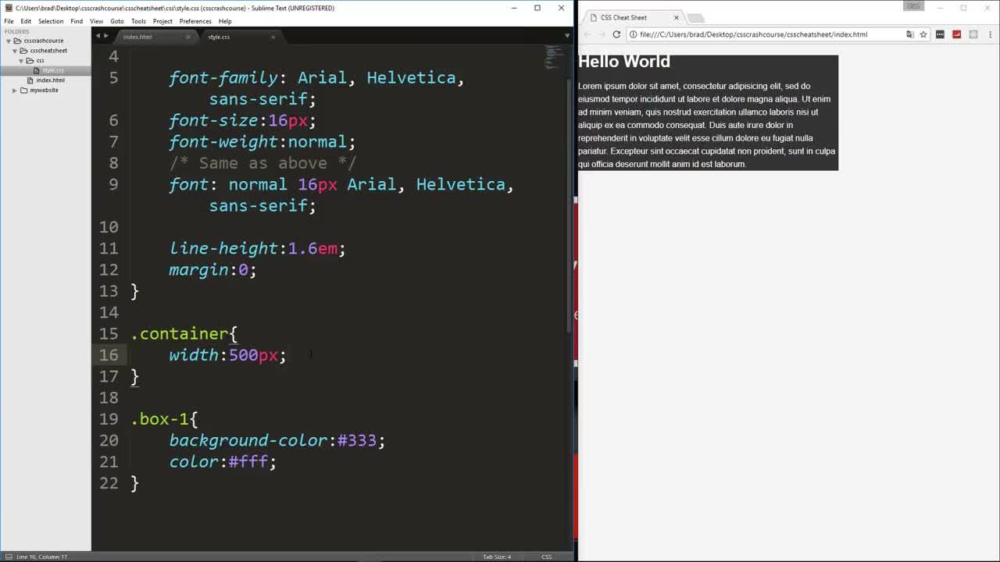 C:\Users\brad\Desktop\csscrashcourse\csscheatsheet\css\style.css (csscrashcourse) - Sublime Text (UNREGISTERED)
File Edit Selection Find View Goto Tools Project Preferences Help
FOLDERS
csscrashcourse
csscheatsheet
css
style.css
index.html
mywebsite
index.html
style.css
4
5 font-family: Arial, Helvetica,
sans-serif;
6 font-size:16px;
7 font-weight:normal;
8 /* Same as above */
9 font: normal 16px Arial, Helvetica,
sans-serif;
10
11 line-height:1.6em;
12 margin:0;
13 }
14
15 .container{
16 width:500px;
17 }
18
19 .box-1{
20 background-color:#333;
21 color:#fff;
22 }
Line 16, Column 17
Tab Size: 4
CSS
Brad
CSS Cheat Sheet
file:///C:/Users/brad/Desktop/csscrashcourse/csscheatsheet/index.html
Hello World
Lorem ipsum dolor sit amet, consectetur adipisicing elit, sed do
eiusmod tempor incididunt ut labore et dolore magna aliqua. Ut enim
ad minim veniam, quis nostrud exercitation ullamco laboris nisi ut
aliquip ex ea commodo consequat. Duis aute irure dolor in
reprehenderit in voluptate velit esse cillum dolore eu fugiat nulla
pariatur. Excepteur sint occaecat cupidatat non proident, sunt in culpa
qui officia deserunt mollit anim id est laborum.